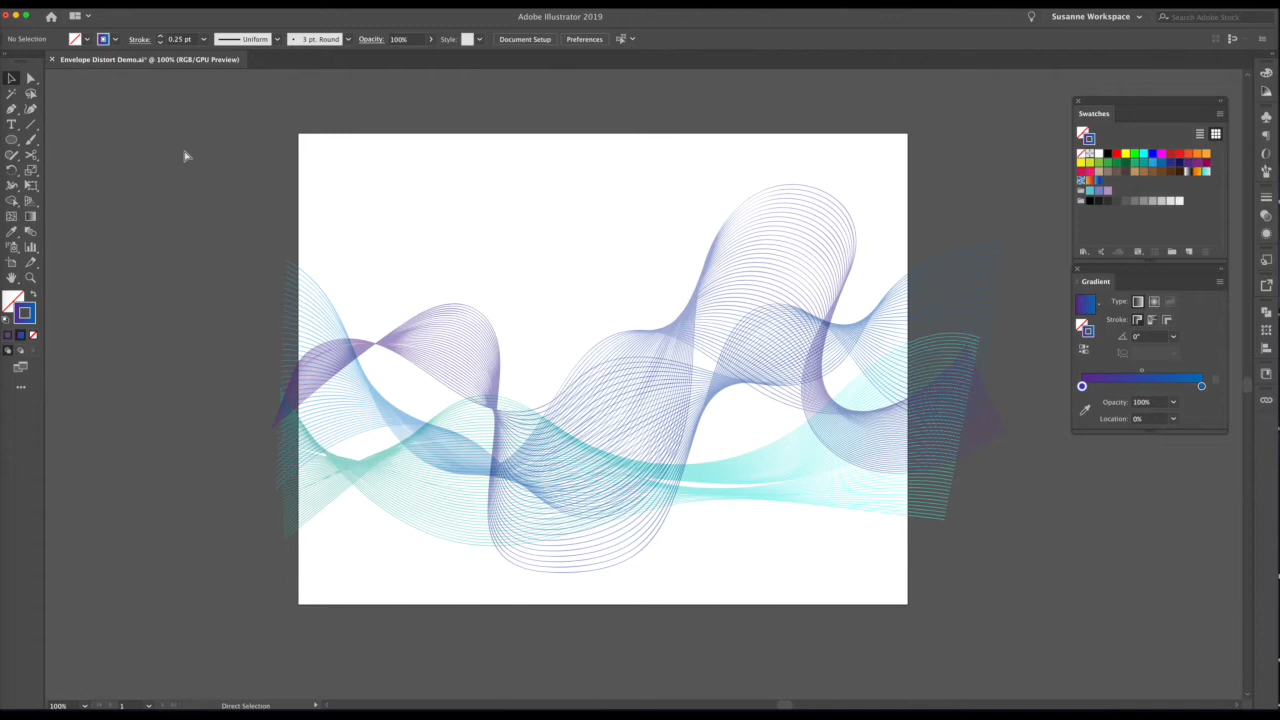 Adobe Illustrator 2019
Susanne Workspace
Search Adobe Stock
No Selection
Stroke:
0.25 pt
Uniform
3 pt. Round
Opacity:
100%
Style:
Document Setup
Preferences
Envelope Distort Demo.ai* @ 100% (RGB/GPU Preview)
Swatches
Gradient
Type:
Stroke:
0°
Opacity:
100%
Location:
0%
100%
1
Direct Selection